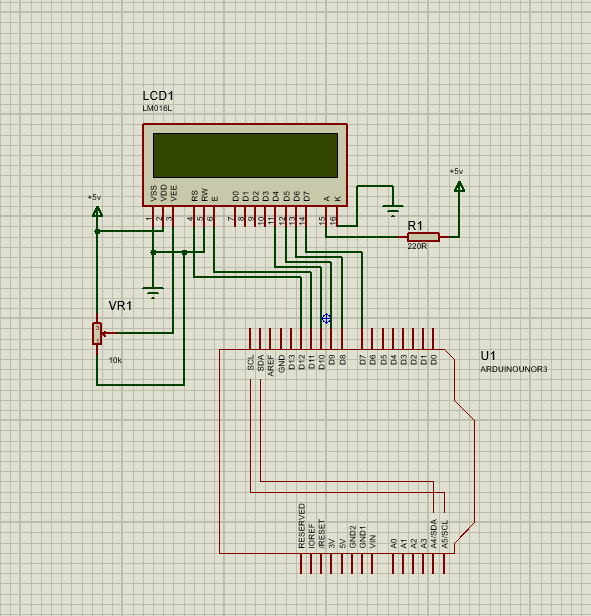 LCD1
LM016L
VSS
VDD
VEE
RS
RW
E
D0
D1
D2
D3
D4
D5
D6
D7
A
K
1
2
3
4
5
6
7
8
9
10
11
12
13
14
15
16
+5v
+5v
R1
220R
VR1
10k
U1
ARDUINOUNOR3
SCL
SDA
AREF
GND
D13
D12
D11
D10
D9
D8
D7
D6
D5
D4
D3
D2
D1
D0
RESERVED
IOREF
/RESET
3V
5V
GND2
GND1
VIN
A0
A1
A2
A3
A4/SDA
A5/SCL